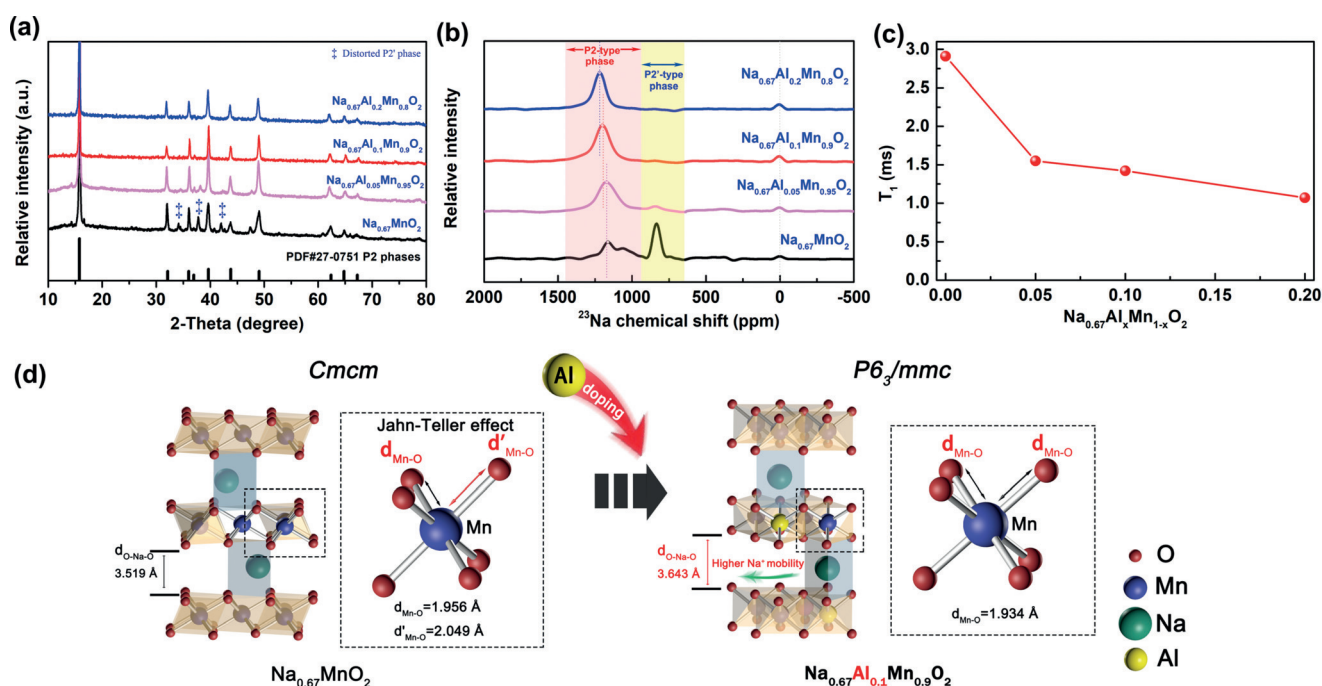 (a)
Relative intensity (a.u.)
‡ Distorted P2' phase
Na0.67Al0.2Mn0.8O2
Na0.67Al0.1Mn0.9O2
Na0.67Al0.05Mn0.95O2
‡ ‡ ‡
Na0.67MnO2
PDF#27-0751 P2 phases
10 20 30 40 50 60 70 80
2-Theta (degree)
(b)
Relative intensity
P2-type
phase
P2'-type
phase
Na0.67Al0.2Mn0.8O2
Na0.67Al0.1Mn0.9O2
Na0.67Al0.05Mn0.95O2
Na0.67MnO2
2000 1500 1000 500 0 -500
23Na chemical shift (ppm)
(c)
T1 (ms)
3.0
2.5
2.0
1.5
1.0
0.5
0.0
0.00 0.05 0.10 0.15 0.20
Na0.67AlxMn1-xO2
(d)
Cmcm
Al
doping
P63/mmc
Jahn-Teller effect
dMn-O
d'Mn-O
Mn
dO-Na-O
3.519 Å
dMn-O=1.956 Å
d'Mn-O=2.049 Å
Na0.67MnO2
dO-Na-O
3.643 Å
Higher Na+ mobility
dMn-O
dMn-O
Mn
dMn-O=1.934 Å
Na0.67Al0.1Mn0.9O2
O
Mn
Na
Al